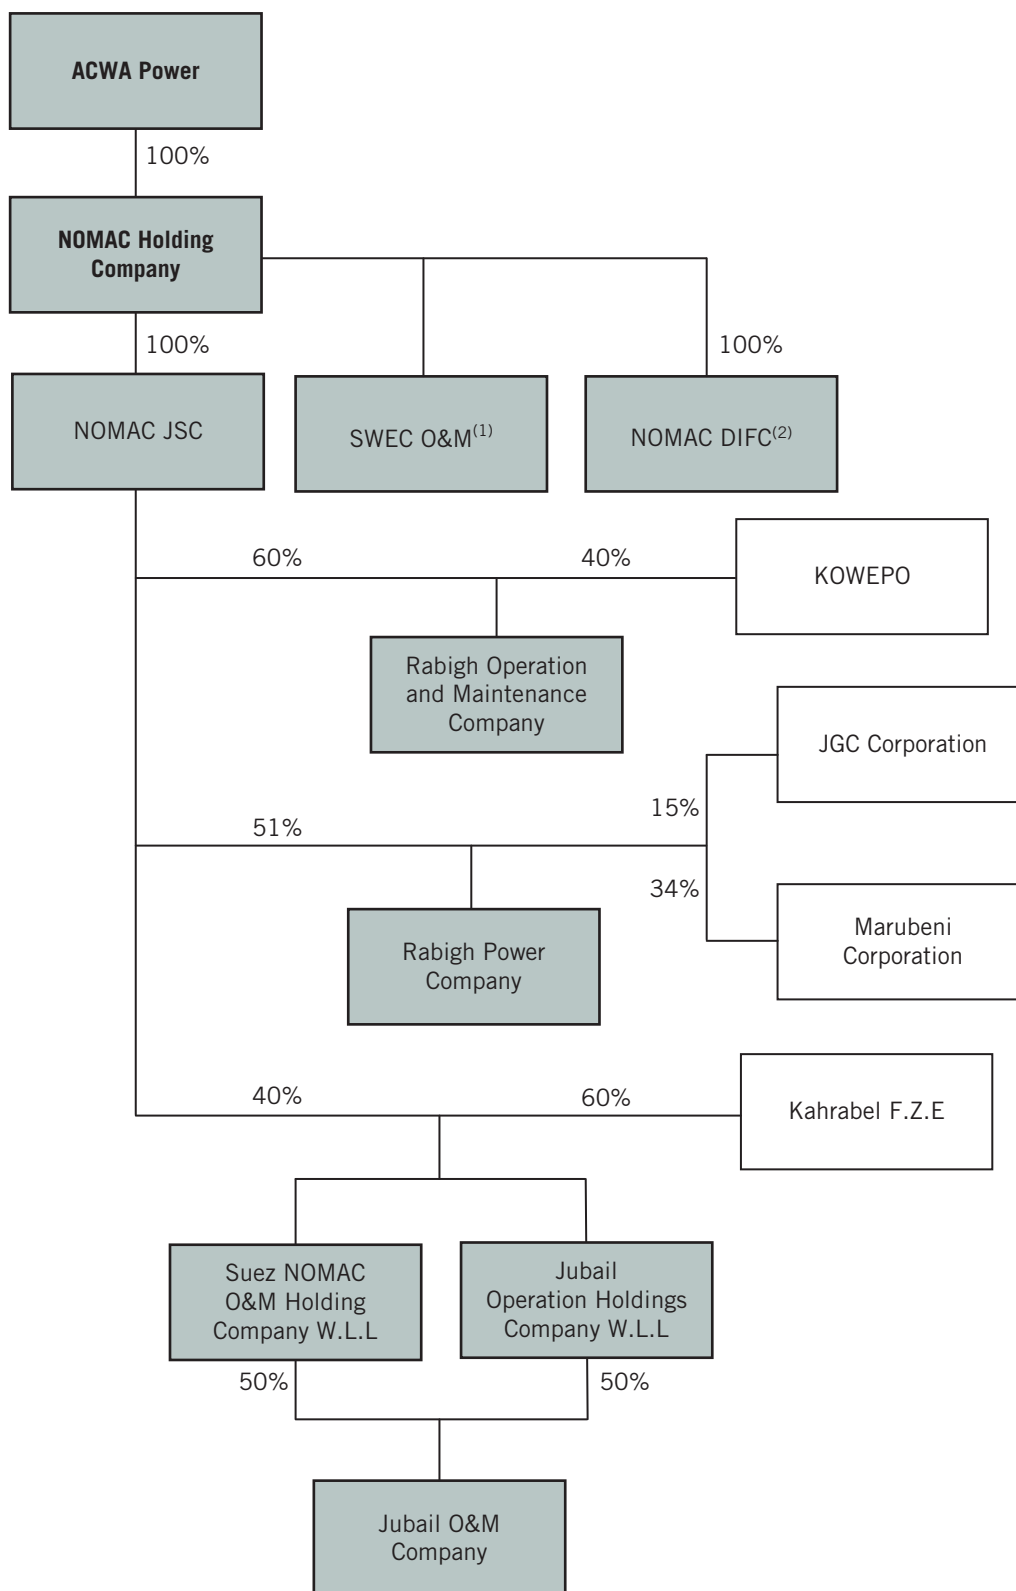 ACWA Power
100%
NOMAC Holding
Company
100%
100%
NOMAC JSC
SWEC O&M(1)
NOMAC DIFC(2)
60%
40%
KOWEPO
Rabigh Operation
and Maintenance
Company
JGC Corporation
15%
51%
34%
Marubeni
Corporation
Rabigh Power
Company
40%
60%
Kahrabel F.Z.E
Suez NOMAC
O&M Holding
Company W.L.L
Jubail
Operation Holdings
Company W.L.L
50%
50%
Jubail O&M
Company